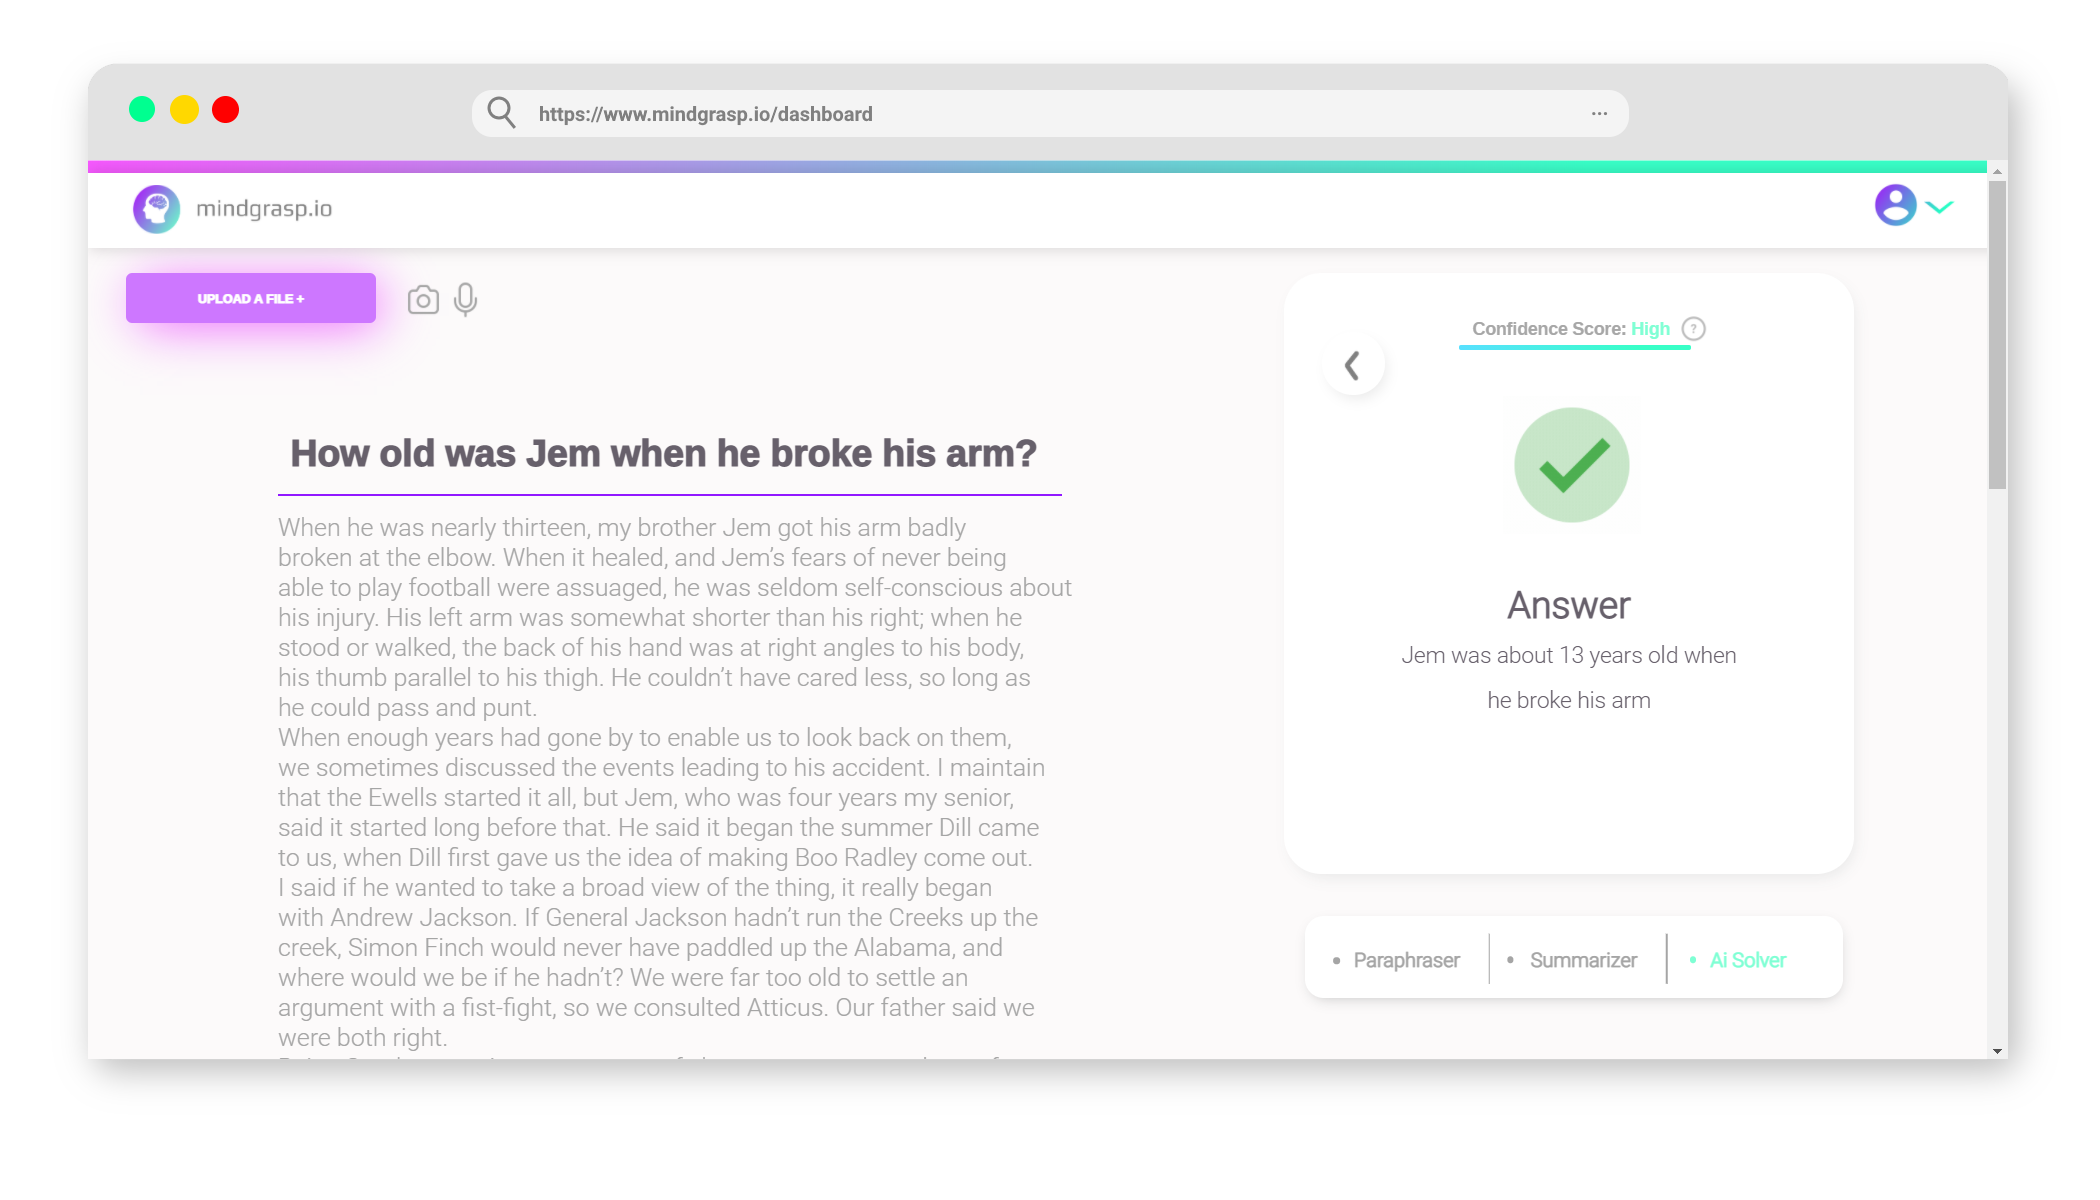 https://www.mindgrasp.io/dashboard
...
mindgrasp.io
UPLOAD A FILE +
How old was Jem when he broke his arm?
When he was nearly thirteen, my brother Jem got his arm badly
broken at the elbow. When it healed, and Jem’s fears of never being
able to play football were assuaged, he was seldom self-conscious about
his injury. His left arm was somewhat shorter than his right; when he
stood or walked, the back of his hand was at right angles to his body,
his thumb parallel to his thigh. He couldn’t have cared less, so long as
he could pass and punt.
When enough years had gone by to enable us to look back on them,
we sometimes discussed the events leading to his accident. I maintain
that the Ewells started it all, but Jem, who was four years my senior,
said it started long before that. He said it began the summer Dill came
to us, when Dill first gave us the idea of making Boo Radley come out.
I said if he wanted to take a broad view of the thing, it really began
with Andrew Jackson. If General Jackson hadn’t run the Creeks up the
creek, Simon Finch would never have paddled up the Alabama, and
where would we be if he hadn’t? We were far too old to settle an
argument with a fist-fight, so we consulted Atticus. Our father said we
were both right.
Confidence Score: High ?
Answer
Jem was about 13 years old when
he broke his arm
• Paraphraser
• Summarizer
• Ai Solver